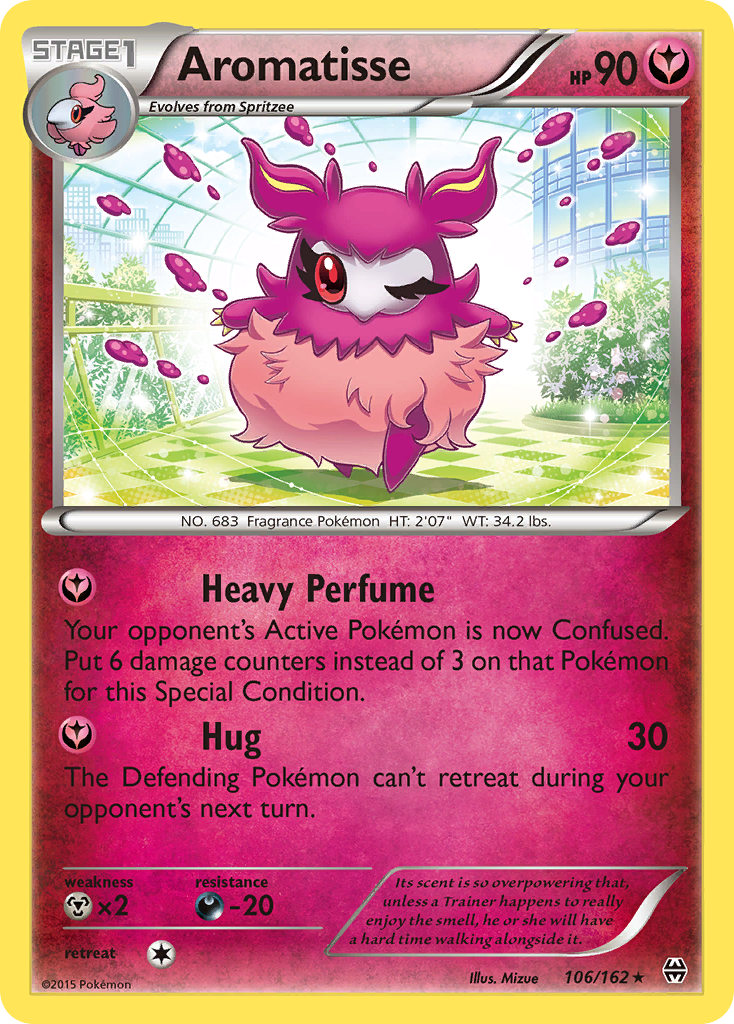 STAGE1
Aromatisse
HP 90
Evolves from Spritzee
NO. 683 Fragrance Pokémon HT: 2'07" WT: 34.2 lbs.
Heavy Perfume
Your opponent's Active Pokémon is now Confused.
Put 6 damage counters instead of 3 on that Pokémon
for this Special Condition.
Hug 30
The Defending Pokémon can't retreat during your
opponent's next turn.
weakness resistance
×2 -20
retreat
Its scent is so overpowering that,
unless a Trainer happens to really
enjoy the smell, he or she will have
a hard time walking alongside it.
©2015 Pokémon
Illus. Mizue 106/162 ★